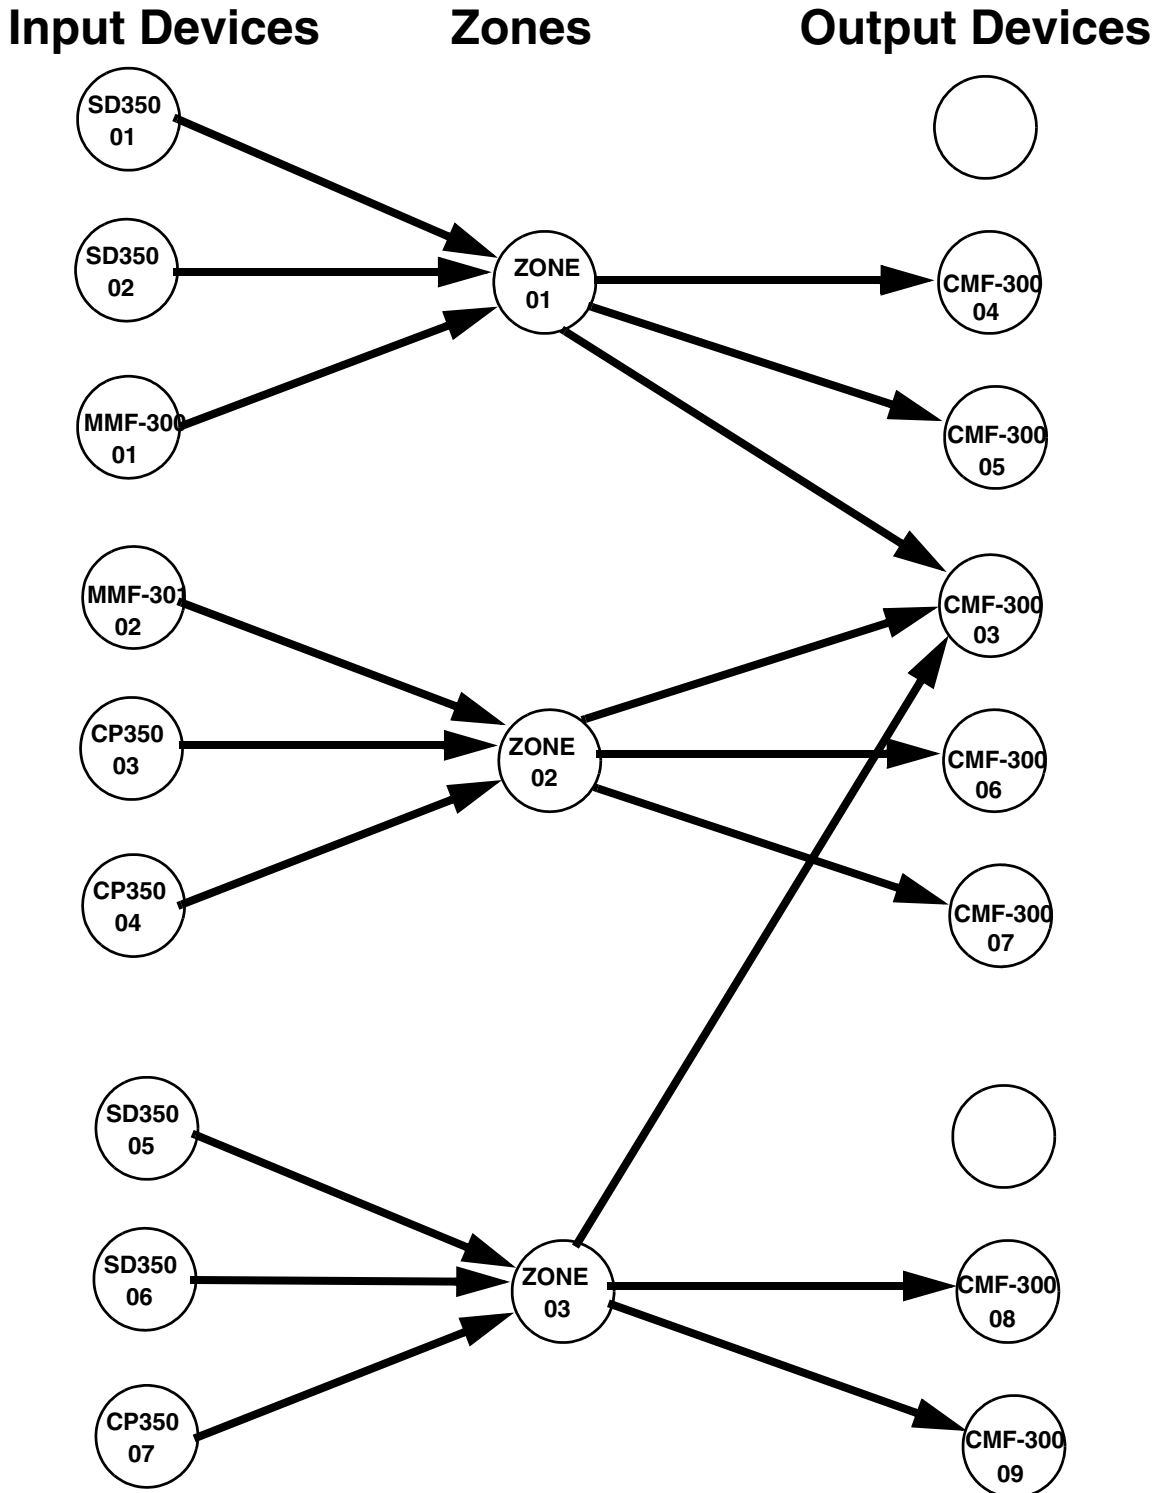 Input Devices
Zones
Output Devices
SD350
01
SD350
02
MMF-300
01
ZONE
01
CMF-300
04
CMF-300
05
MMF-301
02
CP350
03
CP350
04
ZONE
02
CMF-300
03
CMF-300
06
CMF-300
07
SD350
05
SD350
06
CP350
07
ZONE
03
CMF-300
08
CMF-300
09